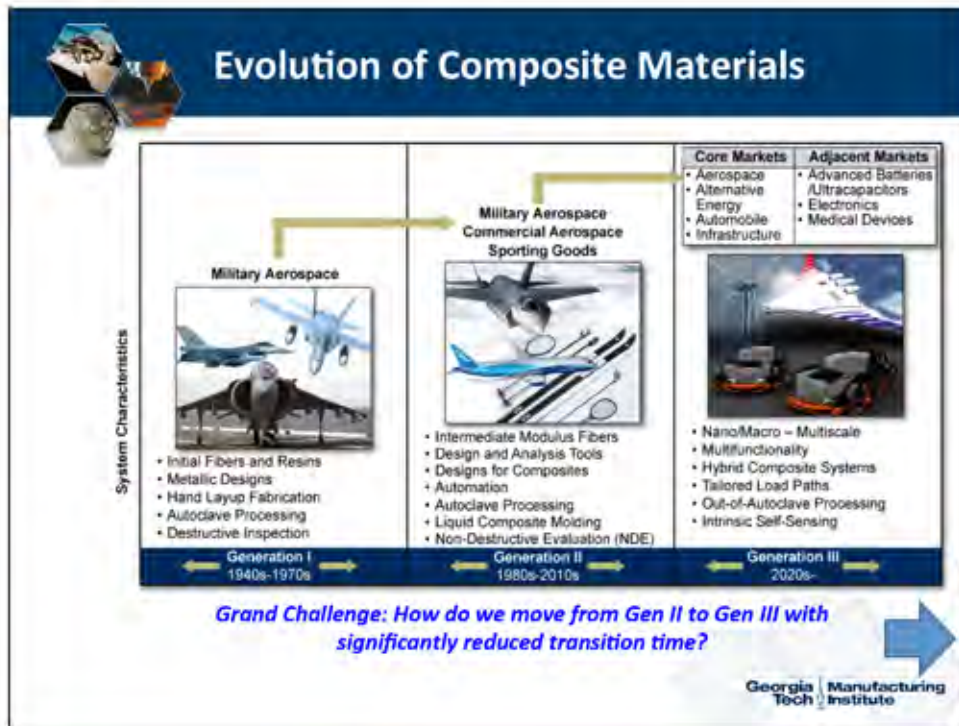 Evolution of Composite Materials
System Characteristics
Military Aerospace
• Initial Fibers and Resins
• Metallic Designs
• Hand Layup Fabrication
• Autoclave Processing
• Destructive Inspection
Generation I
1940s-1970s
Military Aerospace
Commercial Aerospace
Sporting Goods
• Intermediate Modulus Fibers
• Design and Analysis Tools
• Designs for Composites
• Automation
• Autoclave Processing
• Liquid Composite Molding
• Non-Destructive Evaluation (NDE)
Generation II
1980s-2010s
Core Markets
• Aerospace
• Alternative
Energy
• Automobile
• Infrastructure
Adjacent Markets
• Advanced Batteries
/Ultracapacitors
• Electronics
• Medical Devices
• Nano/Macro – Multiscale
• Multifunctionality
• Hybrid Composite Systems
• Tailored Load Paths
• Out-of-Autoclave Processing
• Intrinsic Self-Sensing
Generation III
2020s-
Grand Challenge: How do we move from Gen II to Gen III with
significantly reduced transition time?
Georgia Tech
Manufacturing Institute